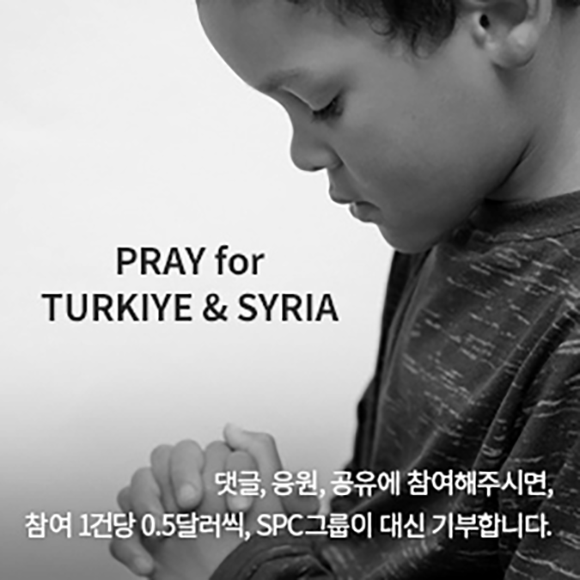 PRAY for
TURKIYE & SYRIA
댓글, 응원, 공유에 참여해주시면,
참여 1건당 0.5달러씩, SPC그룹이 대신 기부합니다.